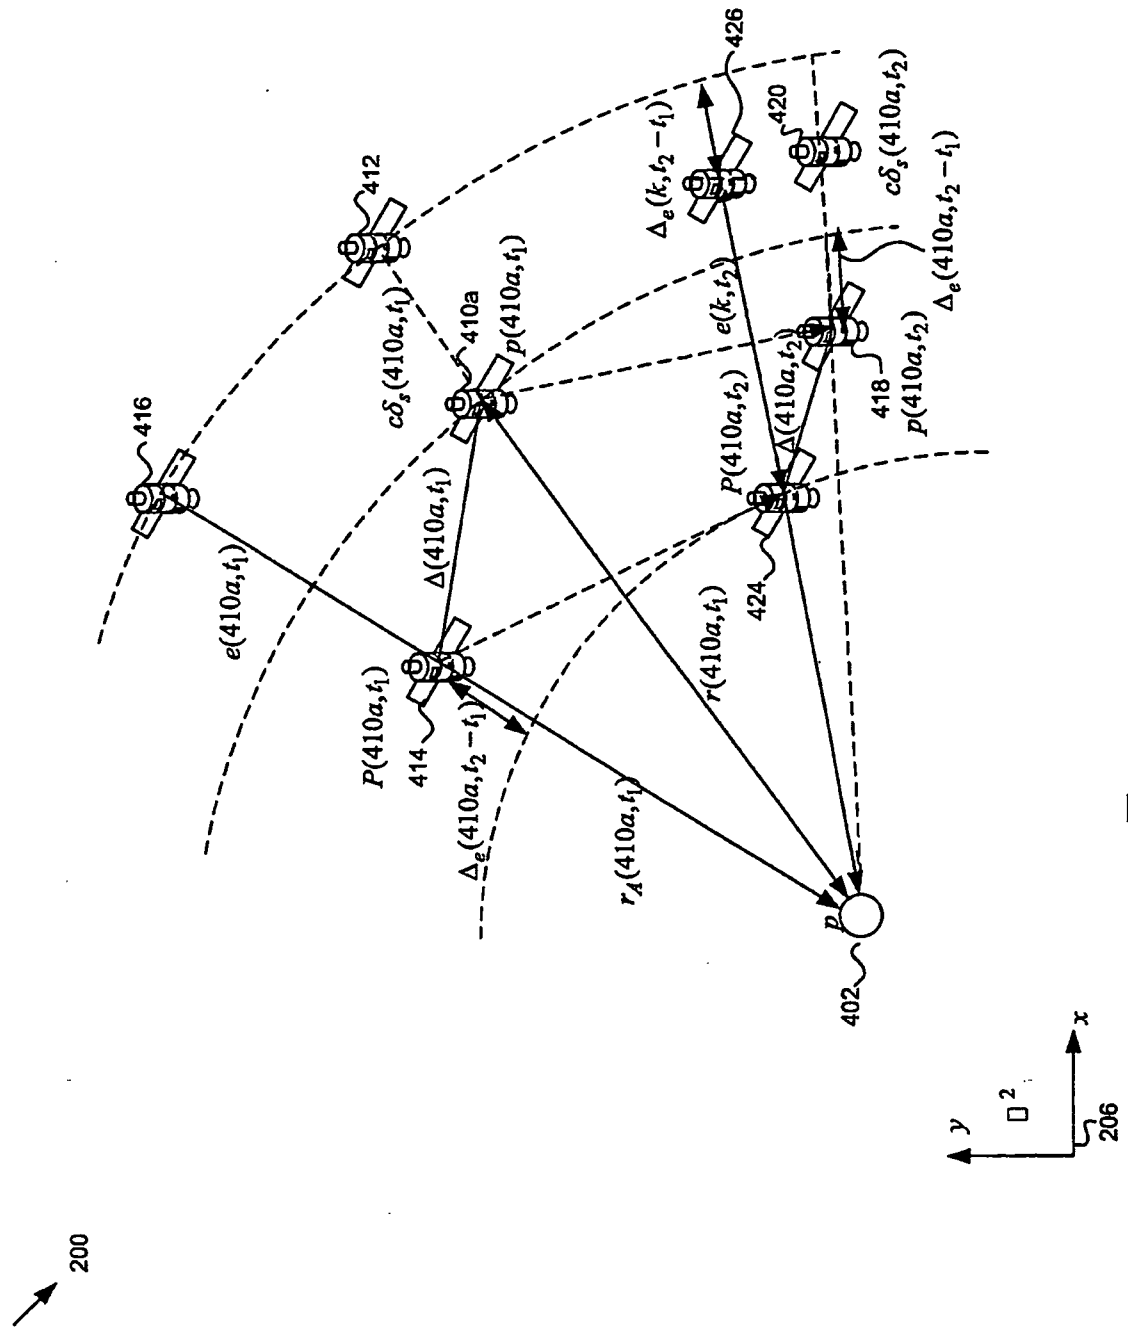 416
412
426
e(410a,t₁)
cδₛ(410a,t₁)
410a
p(410a,t₁)
Δₑ(k,t₂−t₁)
420
cδₛ(410a,t₂)
Δ(410a,t₁)
e(k,t₂)
Δₑ(410a,t₂−t₁)
P(410a,t₁)
414
P(410a,t₂)
Δ(410a,t₂)
418
p(410a,t₂)
424
Δₑ(410a,t₂−t₁)
r(410a,t₁)
r_A(410a,t₁)
p
402
y
□²
x
206
200